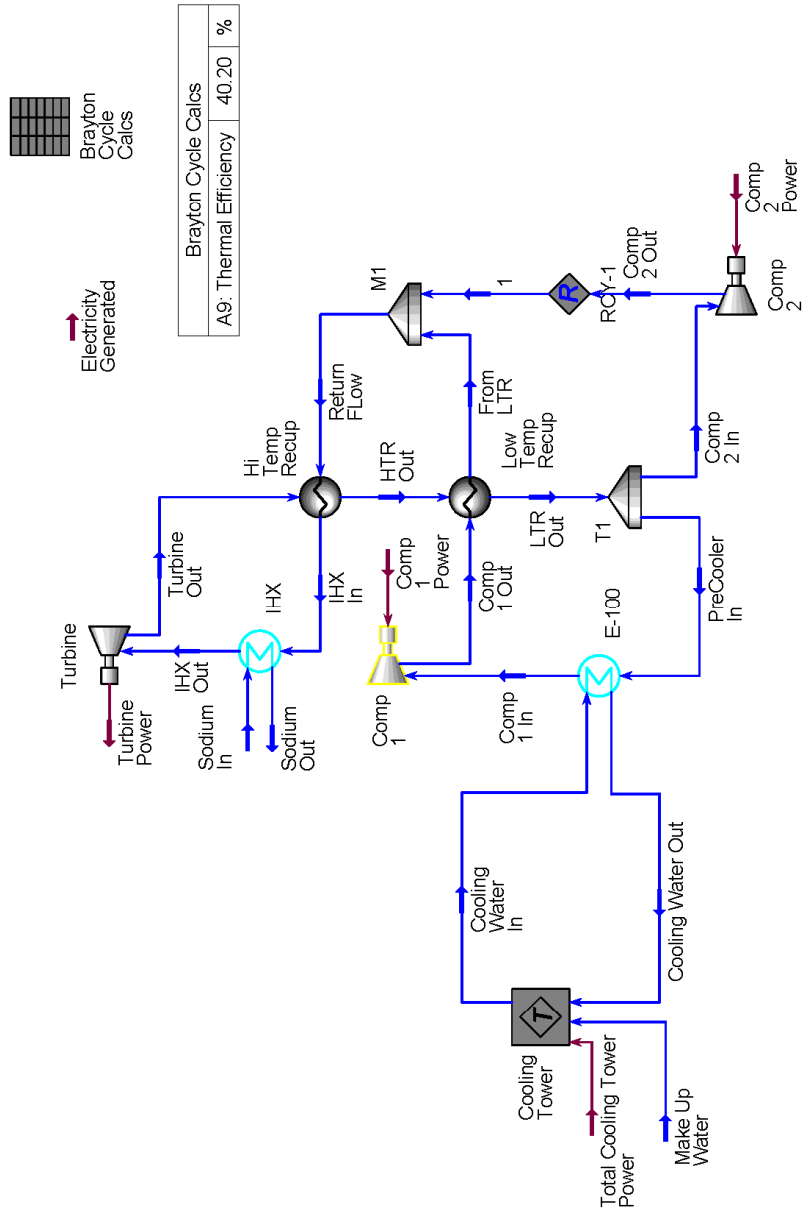 Brayton
Cycle
Calcs
Electricity
Generated
Brayton Cycle Calcs
A9: Thermal Efficiency 40.20 %
Turbine
Turbine
Power
Turbine
Out
IHX
Out
IHX
Sodium
In
Sodium
Out
IHX
In
Hi
Temp
Recup
Return
FLow
M1
1
RCY-1
Comp
2 Out
Comp
2 Power
Comp
2
Comp
2 In
From
LTR
HTR
Out
Low
Temp
Recup
LTR
Out
T1
Comp
1
Comp
1
Power
Comp
1 Out
Comp
1 In
E-100
PreCooler
In
Cooling
Water
In
Cooling Water Out
T
Cooling
Tower
Total Cooling Tower
Power
Make Up
Water
R